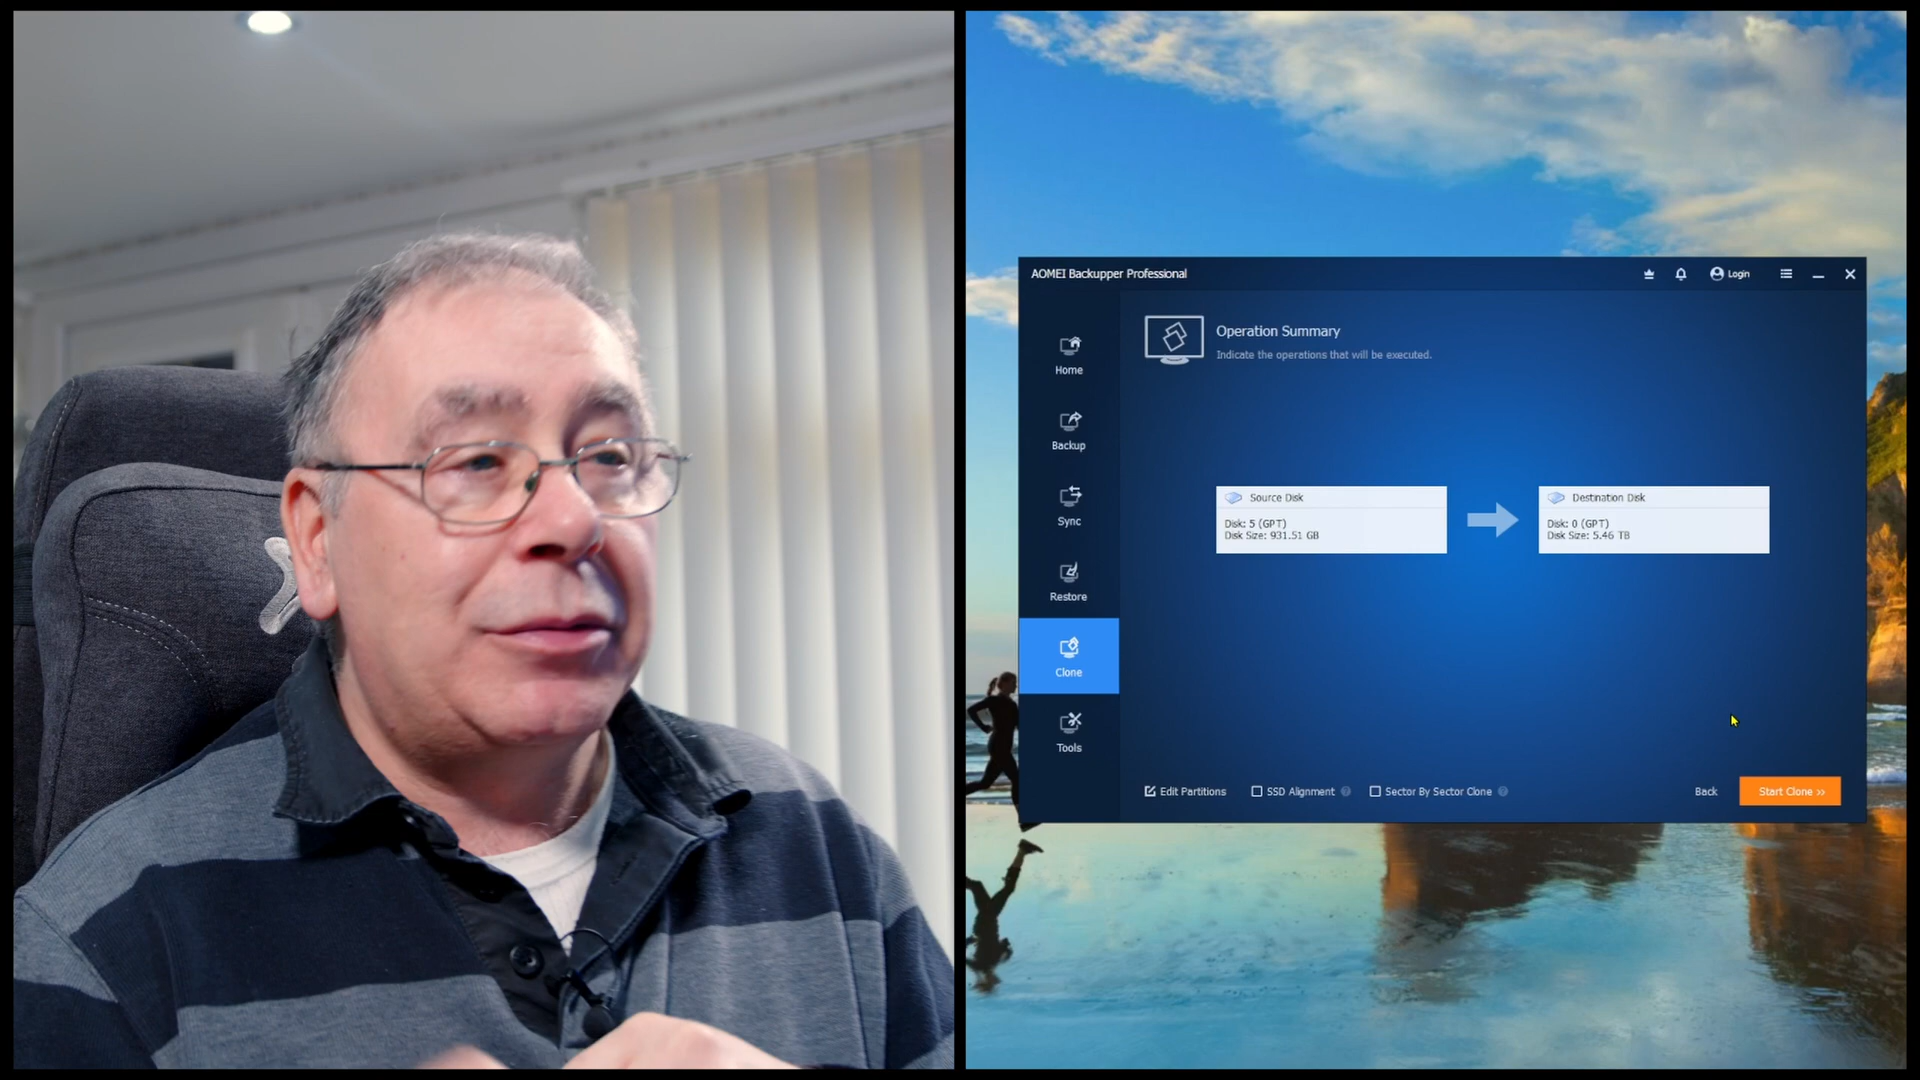 AOMEI Backupper Professional
Login
Operation Summary
Indicate the operations that will be executed.
Home
Backup
Sync
Restore
Clone
Tools
Source Disk
Disk: 5 (GPT)
Disk Size: 931.51 GB
Destination Disk
Disk: 0 (GPT)
Disk Size: 5.46 TB
Edit Partitions
SSD Alignment
Sector By Sector Clone
Back
Start Clone >>